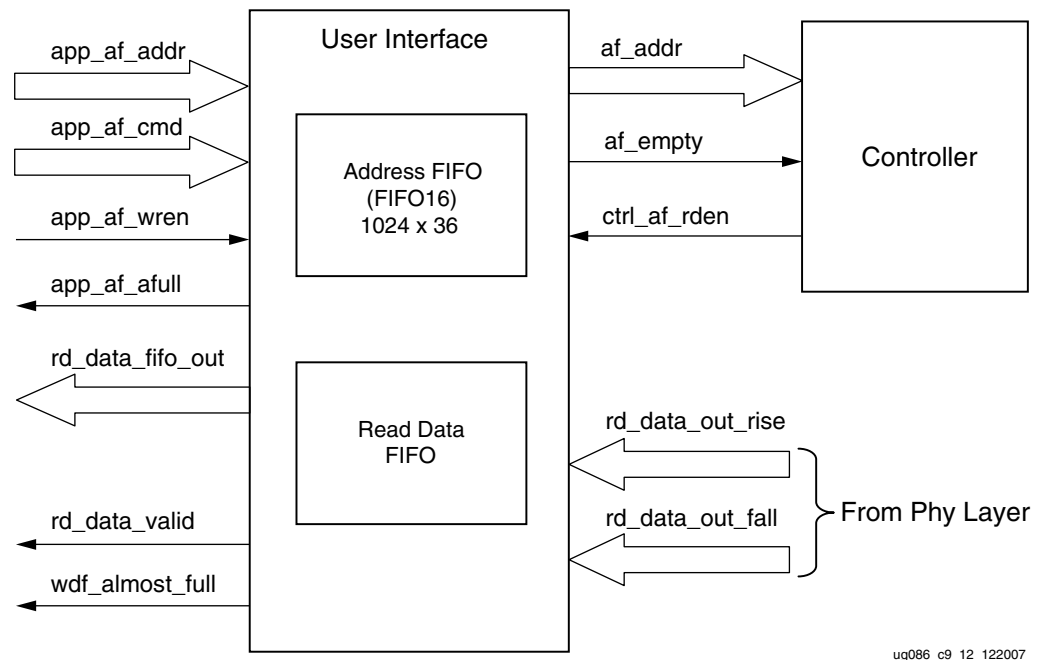 app_af_addr
app_af_cmd
app_af_wren
app_af_afull
rd_data_fifo_out
rd_data_valid
wdf_almost_full
User Interface
Address FIFO
(FIFO16)
1024 x 36
Read Data
FIFO
af_addr
af_empty
ctrl_af_rden
Controller
rd_data_out_rise
rd_data_out_fall
From Phy Layer
ug086_c9_12_122007